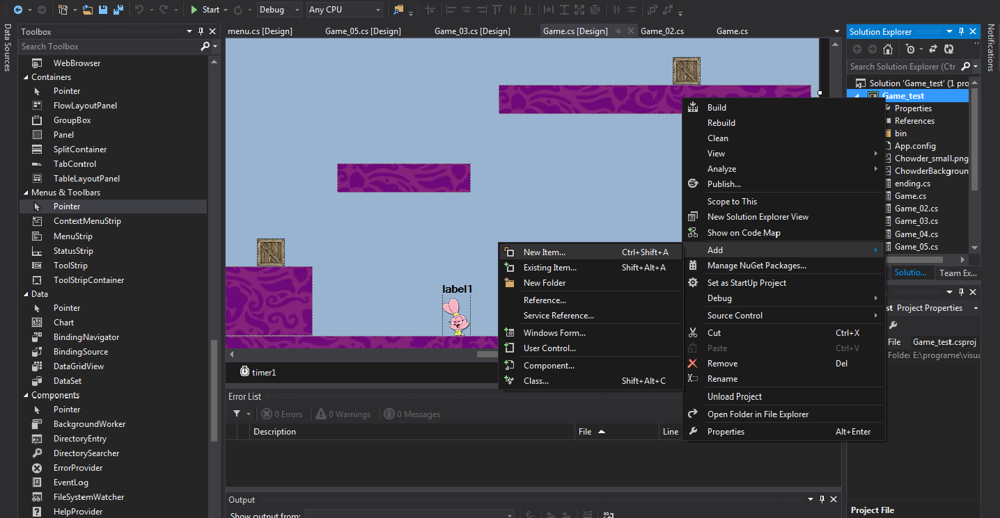 Start
Debug
Any CPU
Data Sources
Toolbox
Search Toolbox
WebBrowser
Containers
Pointer
FlowLayoutPanel
GroupBox
Panel
SplitContainer
TabControl
TableLayoutPanel
Menus & Toolbars
Pointer
ContextMenuStrip
MenuStrip
StatusStrip
ToolStrip
ToolStripContainer
Data
Pointer
Chart
BindingNavigator
BindingSource
DataGridView
DataSet
Components
Pointer
BackgroundWorker
DirectoryEntry
DirectorySearcher
ErrorProvider
EventLog
FileSystemWatcher
HelpProvider
menu.cs [Design]
Game_05.cs [Design]
Game_03.cs [Design]
Game.cs [Design]
Game_02.cs
Game.cs
label1
timer1
Error List
0 Errors
0 Warnings
0 Messages
Description
File
Line
Output
Show output from:
New Item... Ctrl+Shift+A
Existing Item... Shift+Alt+A
New Folder
Reference...
Service Reference...
Windows Form...
User Control...
Component...
Class... Shift+Alt+C
Build
Rebuild
Clean
View
Analyze
Publish...
Scope to This
New Solution Explorer View
Show on Code Map
Add
Manage NuGet Packages...
Set as StartUp Project
Debug
Source Control
Cut Ctrl+X
Paste Ctrl+V
Remove Del
Rename
Unload Project
Open Folder in File Explorer
Properties Alt+Enter
Solution Explorer
Search Solution Explorer (Ctr
Solution 'Game_test' (1 pro
C# Game_test
Properties
References
bin
App.config
Chowder_small.png
ChowderBackgroun
ending.cs
Game.cs
Game_02.cs
Game_03.cs
Game_04.cs
Game_05.cs
Solutio...
Team Ex...
st Project Properties
File Game_test.csproj
Folder E:\programe\visua
Project File
Notifications